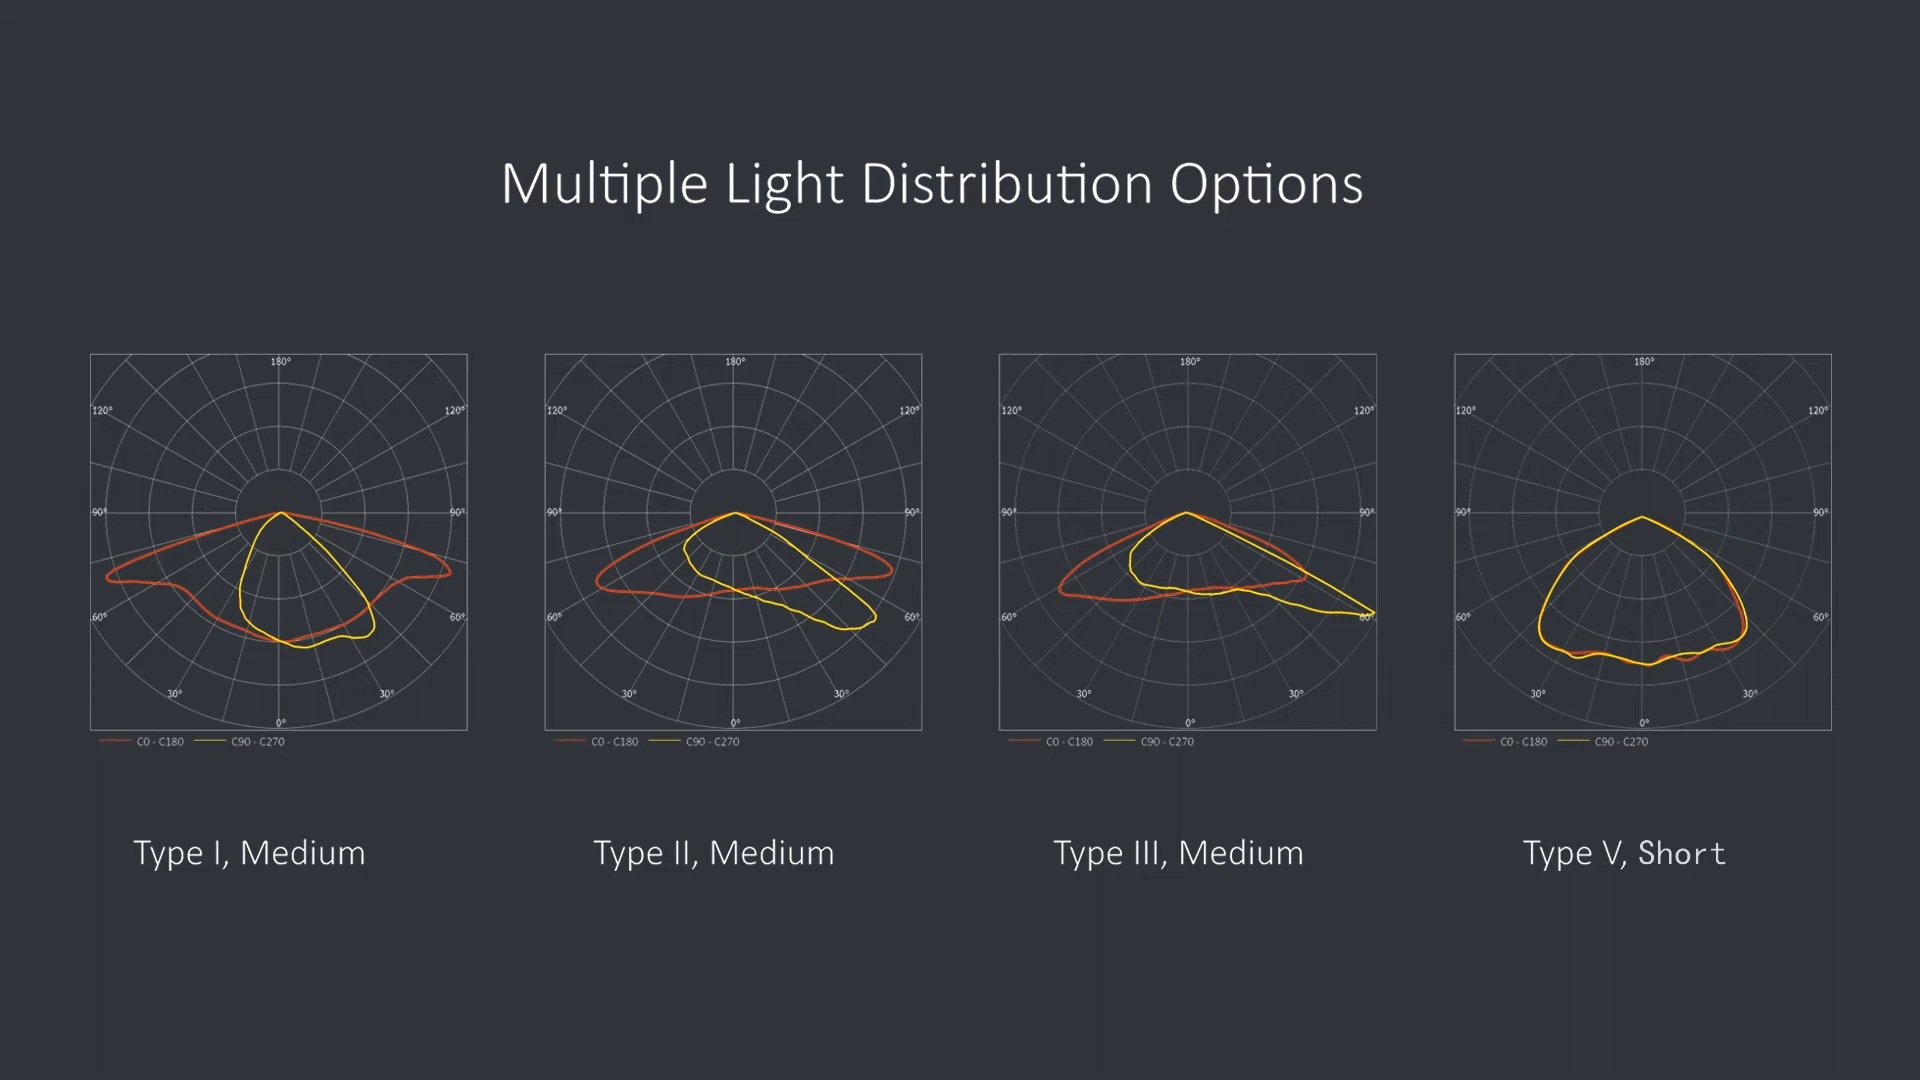 Multiple Light Distribution Options
180° 180° 180° 180°
120° 120° 120° 120° 120° 120° 120° 120°
90° 90° 90° 90° 90° 90° 90° 90°
60° 60° 60° 60° 60° 60° 60° 60°
30° 30° 30° 30° 30° 30° 30° 30°
0° 0° 0° 0°
C0 - C180 C90 - C270 C0 - C180 C90 - C270 C0 - C180 C90 - C270 C0 - C180 C90 - C270
Type I, Medium Type II, Medium Type III, Medium Type V, Short